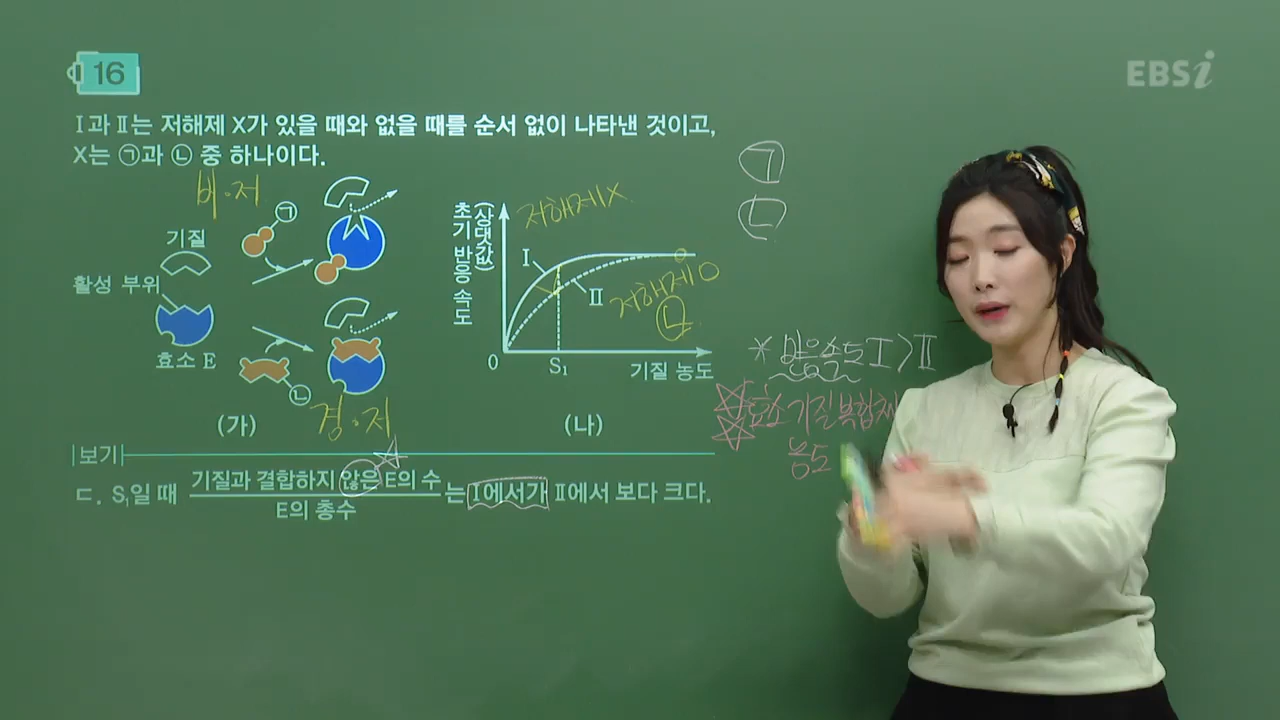 16
EBSi
Ⅰ과 Ⅱ는 저해제 X가 있을 때와 없을 때를 순서 없이 나타낸 것이고,
X는 ㉠과 ㉡ 중 하나이다.
비·저
㉠
기질
활성 부위
효소 E
㉡
경·저
(가)
초기 반응 속도
(상댓값)
저해제X
Ⅰ
Ⅱ
저해제O
㉡
0
S₁
기질 농도
(나)
㉠
㉡
* 반응속도 Ⅰ>Ⅱ
효소 기질복합체
농도
보기
ㄷ. S₁일 때 기질과 결합하지 않은 E의 수 / E의 총수 는 Ⅰ에서가 Ⅱ에서 보다 크다.